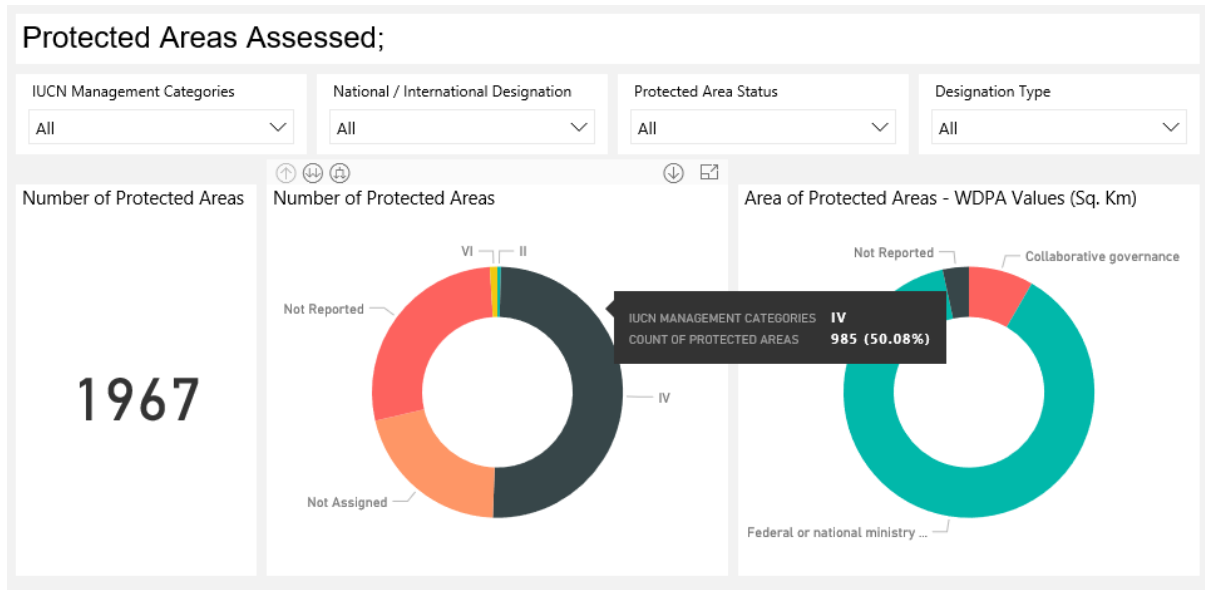 Protected Areas Assessed;
IUCN Management Categories
All
National / International Designation
All
Protected Area Status
All
Designation Type
All
Number of Protected Areas
1967
Number of Protected Areas
VI
II
Not Reported
IV
Not Assigned
IUCN MANAGEMENT CATEGORIES IV
COUNT OF PROTECTED AREAS 985 (50.08%)
Area of Protected Areas - WDPA Values (Sq. Km)
Not Reported
Collaborative governance
Federal or national ministry ...